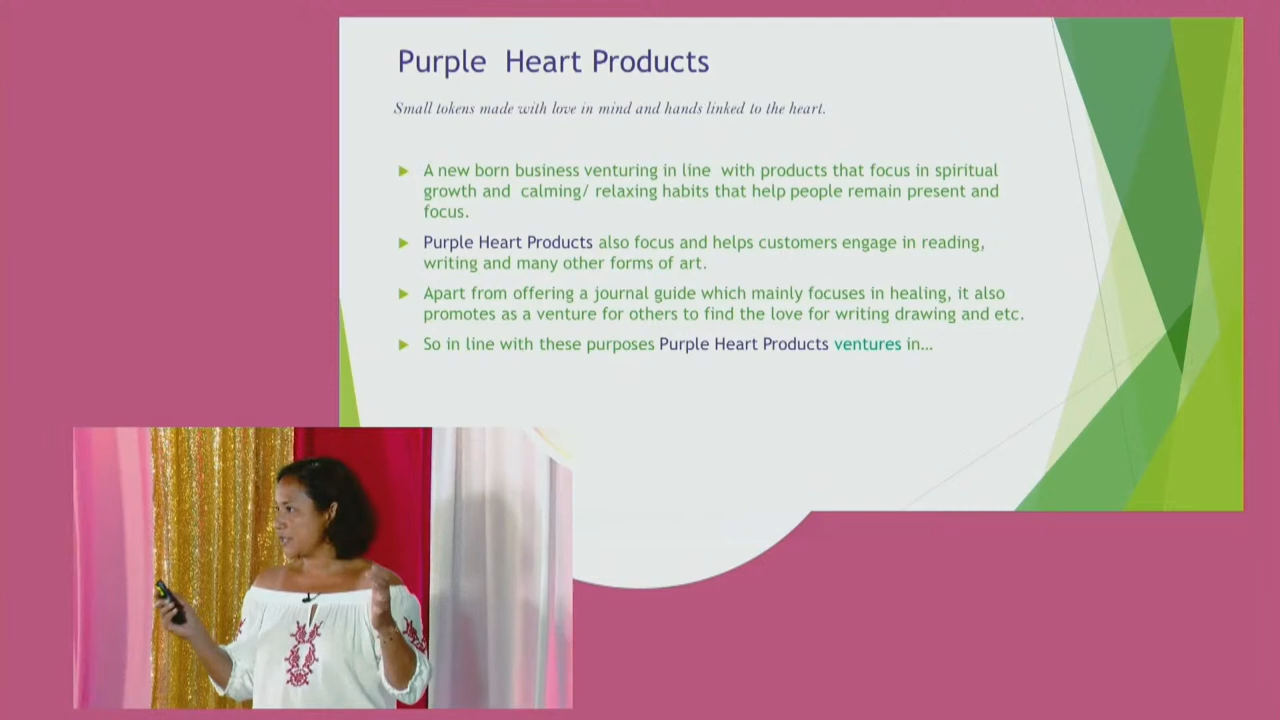 Purple Heart Products
Small tokens made with love in mind and hands linked to the heart.
A new born business venturing in line with products that focus in spiritual
growth and calming/ relaxing habits that help people remain present and
focus.
Purple Heart Products also focus and helps customers engage in reading,
writing and many other forms of art.
Apart from offering a journal guide which mainly focuses in healing, it also
promotes as a venture for others to find the love for writing drawing and etc.
So in line with these purposes Purple Heart Products ventures in…